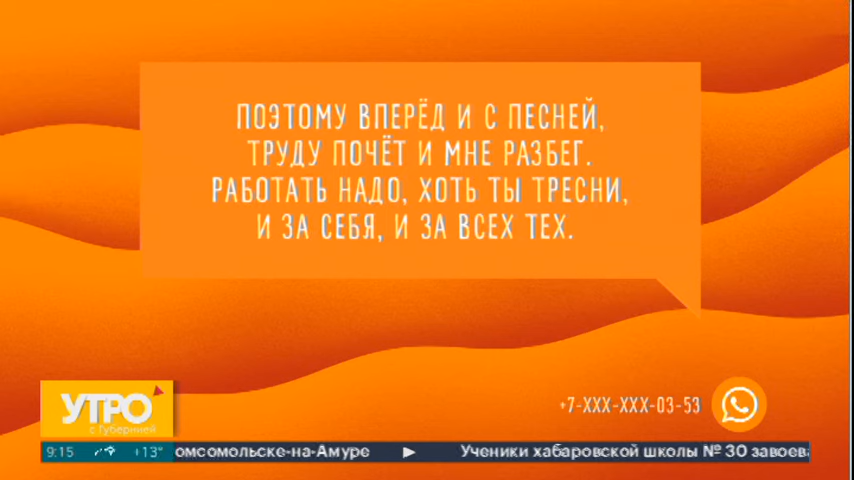 ПОЭТОМУ ВПЕРЁД И С ПЕСНЕЙ,
ТРУДУ ПОЧЁТ И МНЕ РАЗБЕГ.
РАБОТАТЬ НАДО, ХОТЬ ТЫ ТРЕСНИ,
И ЗА СЕБЯ, И ЗА ВСЕХ ТЕХ.
+7-XXX-XXX-03-53
УТРО
с Губернией
9:15 +13° омсомольске-на-Амуре ► Ученики хабаровской школы № 30 завоева